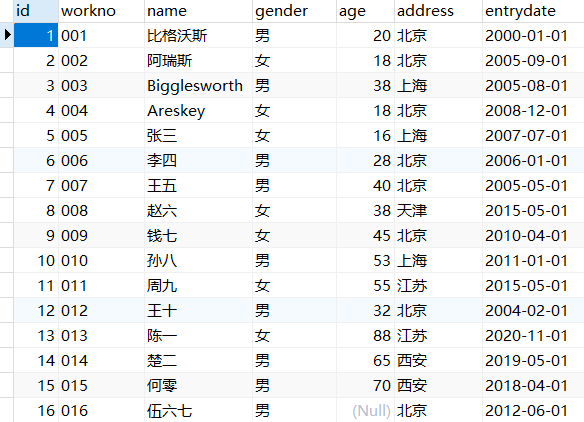 id workno name gender age address entrydate
1 001 比格沃斯 男 20 北京 2000-01-01
2 002 阿瑞斯 女 18 北京 2005-09-01
3 003 Bigglesworth 男 38 上海 2005-08-01
4 004 Areskey 女 18 北京 2008-12-01
5 005 张三 女 16 上海 2007-07-01
6 006 李四 男 28 北京 2006-01-01
7 007 王五 男 40 北京 2005-05-01
8 008 赵六 女 38 天津 2015-05-01
9 009 钱七 女 45 北京 2010-04-01
10 010 孙八 男 53 上海 2011-01-01
11 011 周九 女 55 江苏 2015-05-01
12 012 王十 男 32 北京 2004-02-01
13 013 陈一 女 88 江苏 2020-11-01
14 014 楚二 男 65 西安 2019-05-01
15 015 何零 男 70 西安 2018-04-01
16 016 伍六七 男 (Null) 北京 2012-06-01